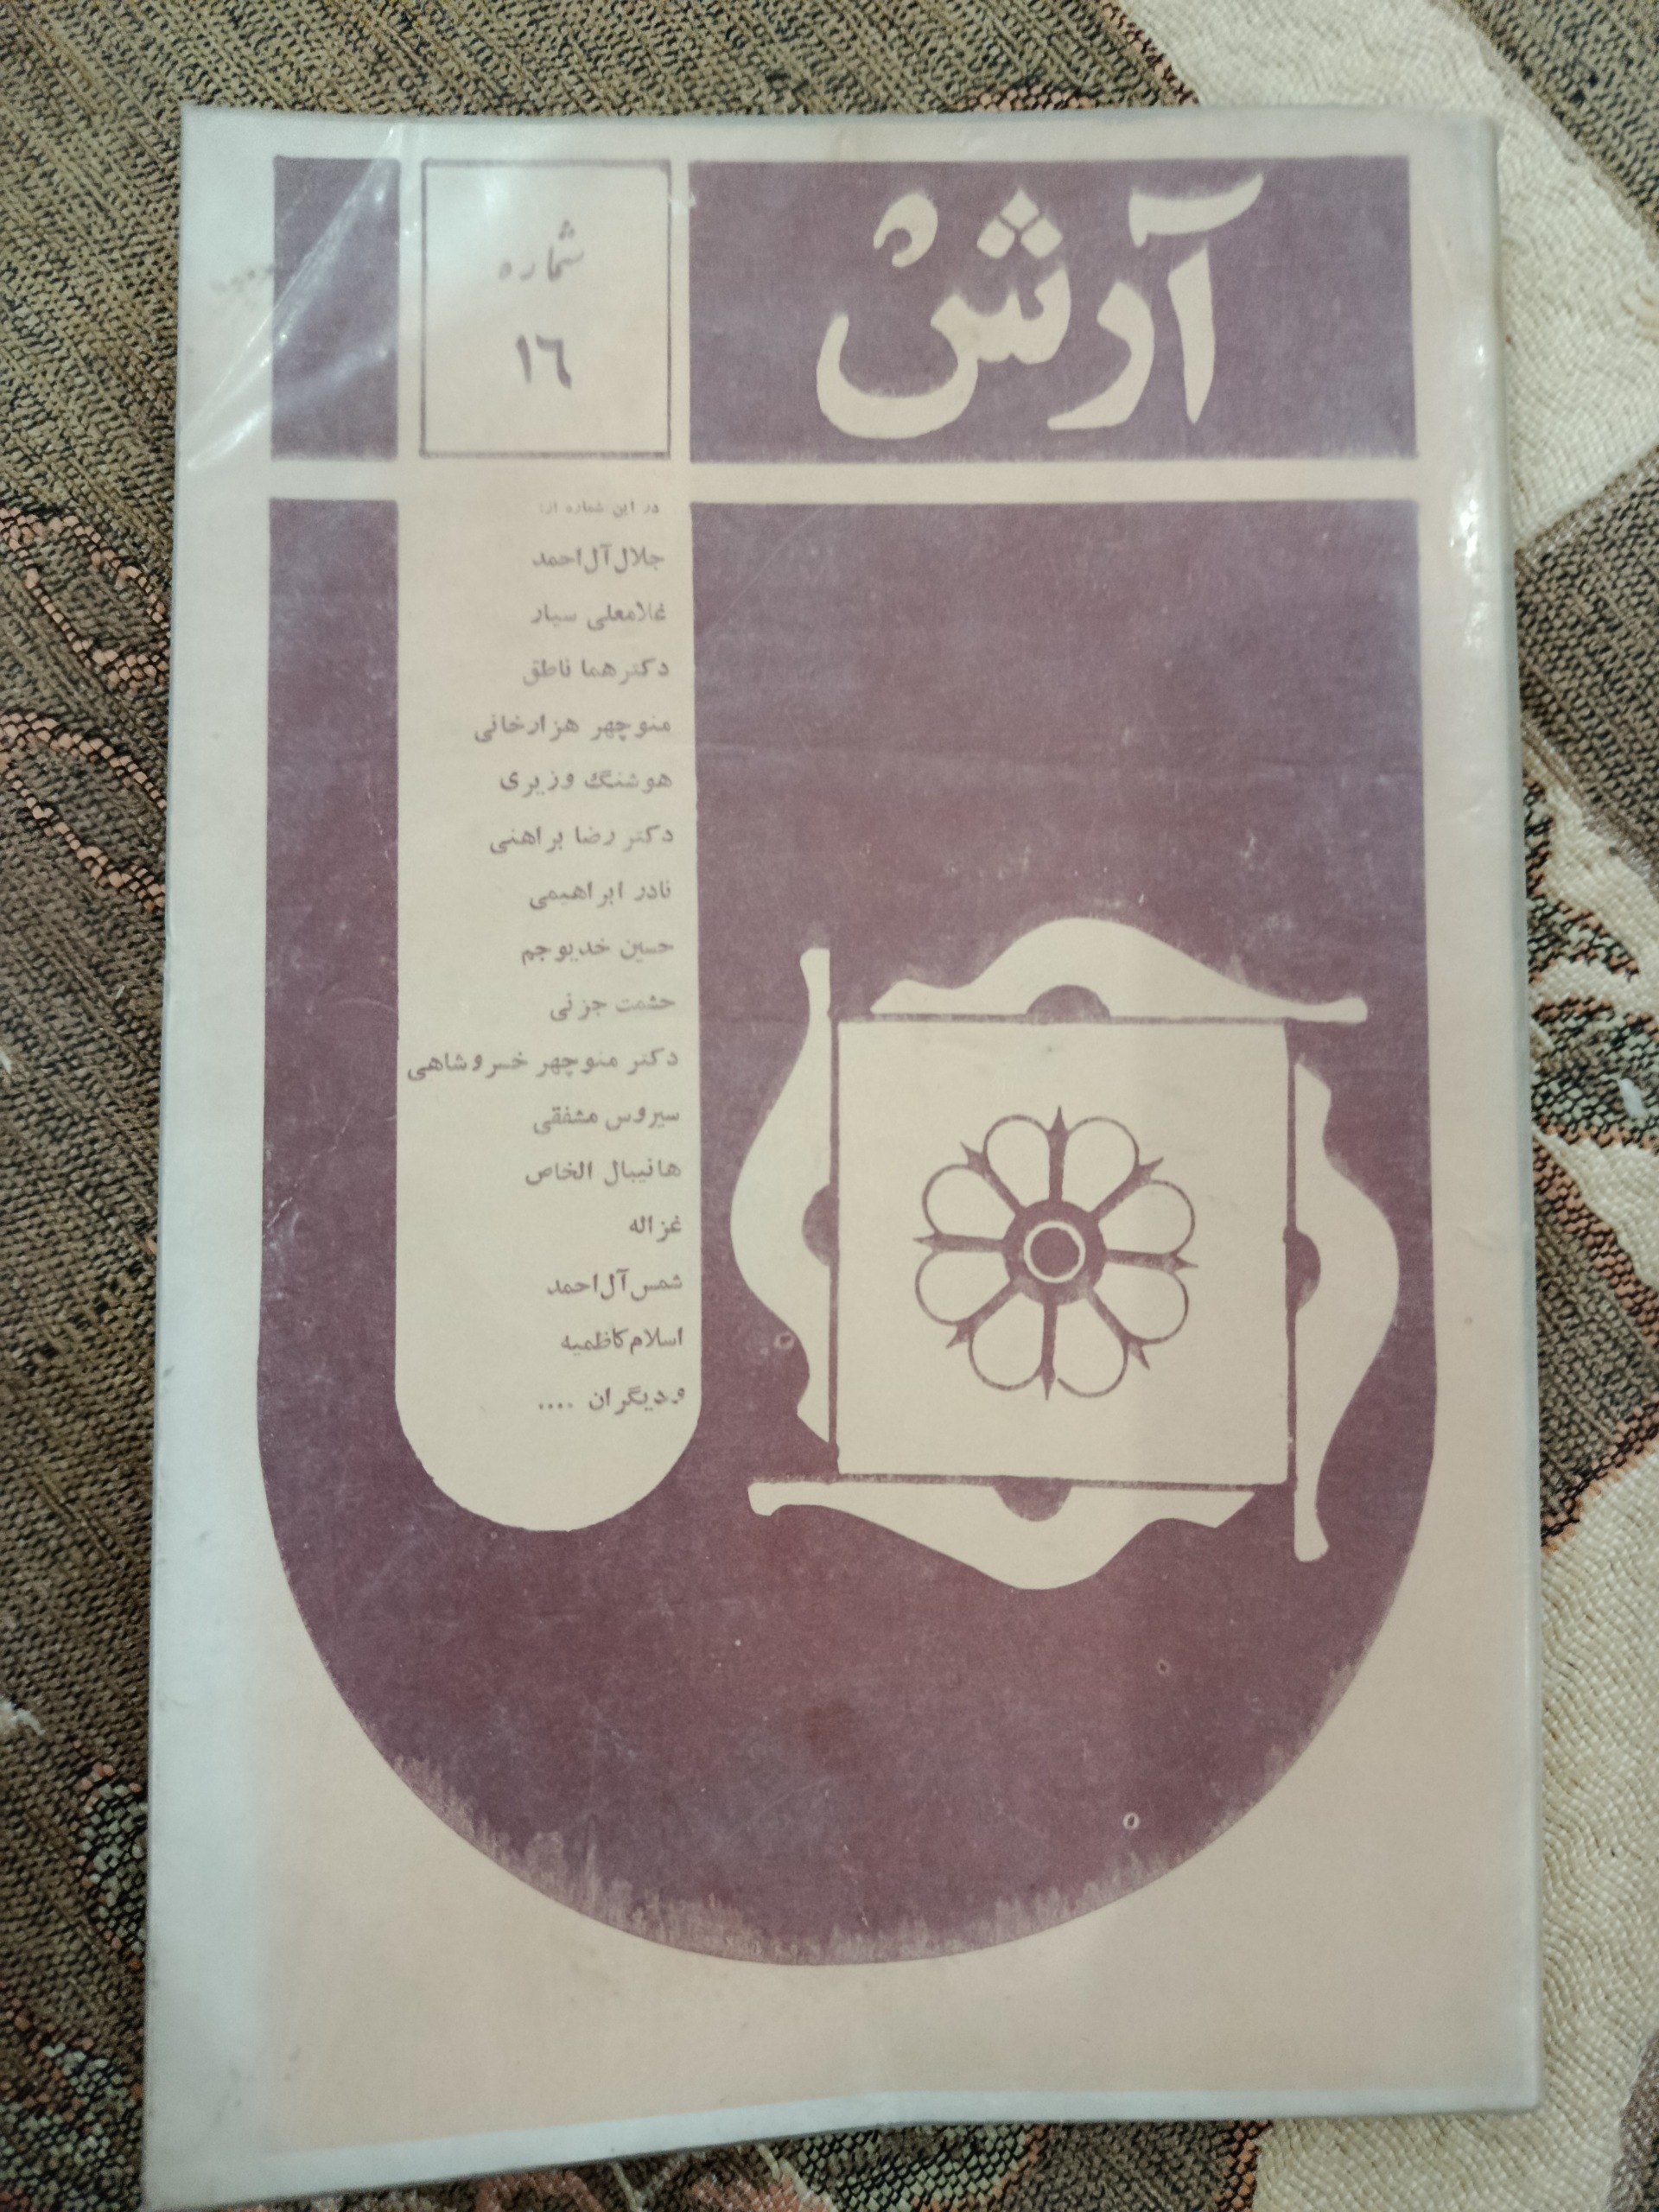 آرش
شماره
١٦
در این شماره از:
جلال آل‌احمد
غلامعلی سیار
دکتر هما ناطق
منوچهر هزارخانی
هوشنگ وزیری
دکتر رضا براهنی
نادر ابراهیمی
حسین خدیوجم
حشمت جزنی
دکتر منوچهر خسروشاهی
سیروس مشفقی
هانیبال الخاص
غزاله
شمس آل‌احمد
اسلام کاظمیه
و دیگران ....